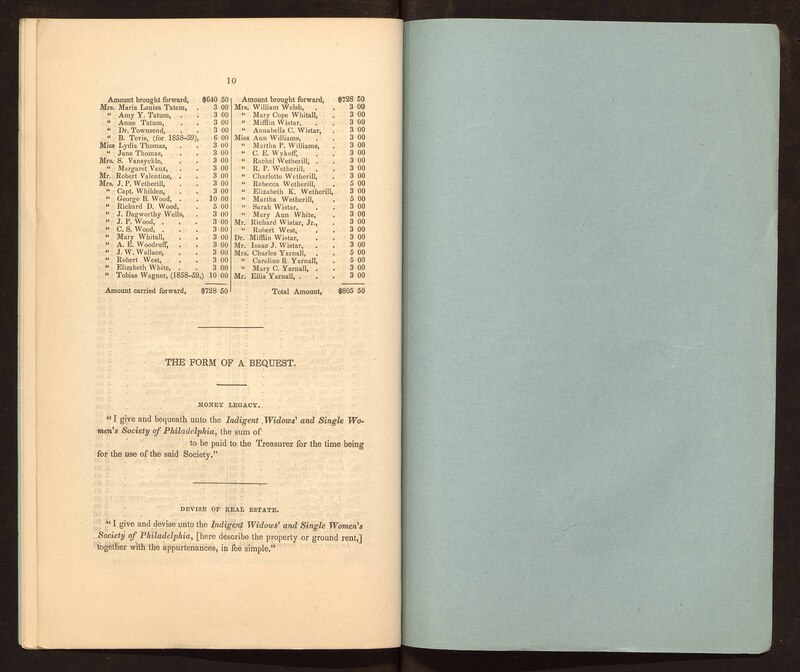 10
Amount brought forward, $640 50
Mrs. Maria Louisa Tatem, . 3 00
" Amy Y. Tatum, . . 3 00
" Anne Tatum, . . 3 00
" Dr. Townsend, . . 3 00
" B. Tevis, (for 1858–59), 6 00
Miss Lydia Thomas, . . 3 00
" Jane Thomas, . . 3 00
Mrs. S. Vansyckle, . . 3 00
" Margaret Vaux, . . 3 00
Mr. Robert Valentine, . . 3 00
Mrs. J. P. Wetherill, . . 3 00
" Capt. Whilden, . . 3 00
" George B. Wood, . . 10 00
" Richard D. Wood, . . 5 00
" J. Dagworthy Wells, . 3 00
" J. P. Wood, . . . 3 00
" C. S. Wood, . . 3 00
" Mary Whitall, . . 3 00
" A. E. Woodruff, . . 3 00
" J. W. Wallace, . . 3 00
" Robert West, . . 3 00
" Elizabeth White, . . 3 00
" Tobias Wagner, (1858–59,) 10 00
Amount carried forward, $728 50
Amount brought forward, $728 50
Mrs. William Welsh, . . 3 00
" Mary Cope Whitall, . 3 00
" Mifflin Wistar, . . 3 00
" Annabella C. Wistar, . 3 00
Miss Ann Williams, . . 3 00
" Martha P. Williams, . 3 00
" C. E. Wykoff, . . 3 00
" Rachel Wetherill, . . 3 00
" R. P. Wetherill, . . 3 00
" Charlotte Wetherill, . 3 00
" Rebecca Wetherill, . 5 00
" Elizabeth K. Wetherill, 3 00
" Martha Wetherill, . 5 00
" Sarah Wistar, . . 3 00
" Mary Ann White, . . 3 00
Mr. Richard Wistar, Jr., . 3 00
" Robert West, . . 3 00
Dr. Mifflin Wistar, . . 3 00
Mr. Isaac J. Wistar, . . 3 00
Mrs. Charles Yarnall, . . 5 00
" Caroline R. Yarnall, . 5 00
" Mary C. Yarnall, . . 3 00
Mr. Ellis Yarnall, . . . 3 00
Total Amount, $805 50
THE FORM OF A BEQUEST.
MONEY LEGACY.
"I give and bequeath unto the Indigent Widows' and Single Wo-
men's Society of Philadelphia, the sum of
to be paid to the Treasurer for the time being
for the use of the said Society."
DEVISE OF REAL ESTATE.
"I give and devise unto the Indigent Widows' and Single Women's
Society of Philadelphia, [here describe the property or ground rent,]
together with the appurtenances, in fee simple."